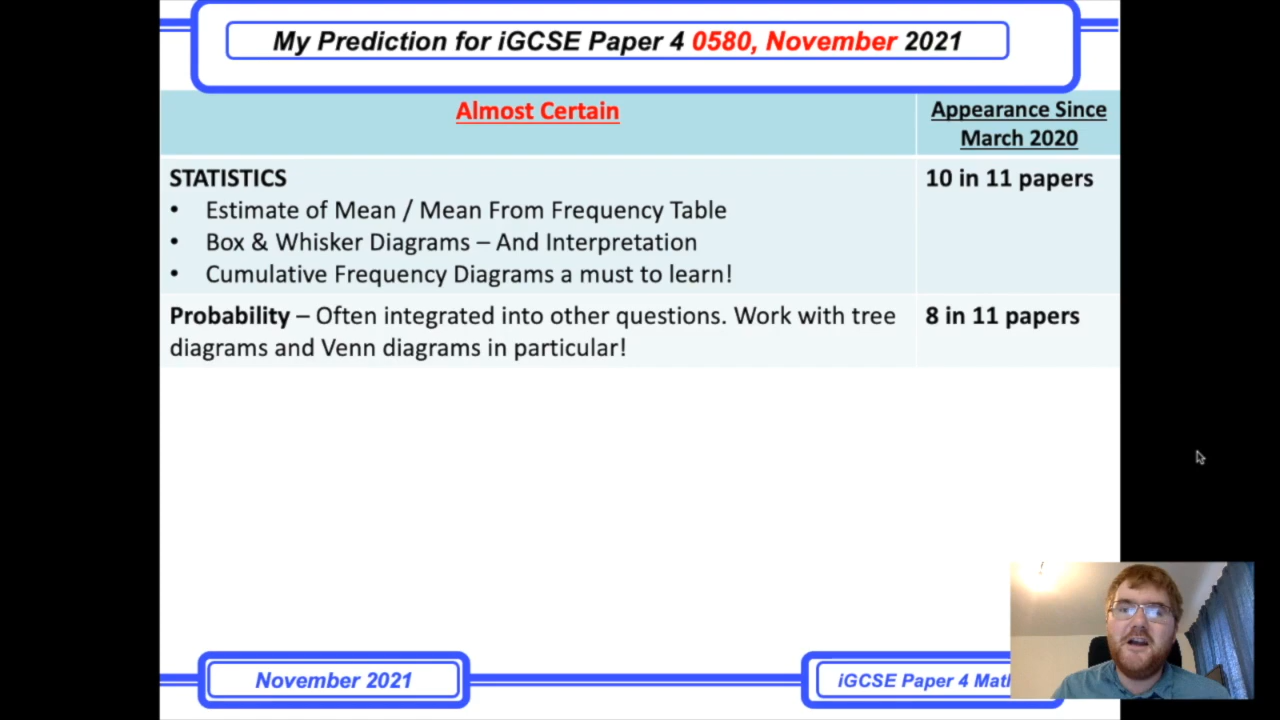 My Prediction for iGCSE Paper 4 0580, November 2021
Almost Certain
Appearance Since
March 2020
STATISTICS
10 in 11 papers
• Estimate of Mean / Mean From Frequency Table
• Box & Whisker Diagrams – And Interpretation
• Cumulative Frequency Diagrams a must to learn!
Probability – Often integrated into other questions. Work with tree
diagrams and Venn diagrams in particular!
8 in 11 papers
November 2021
iGCSE Paper 4